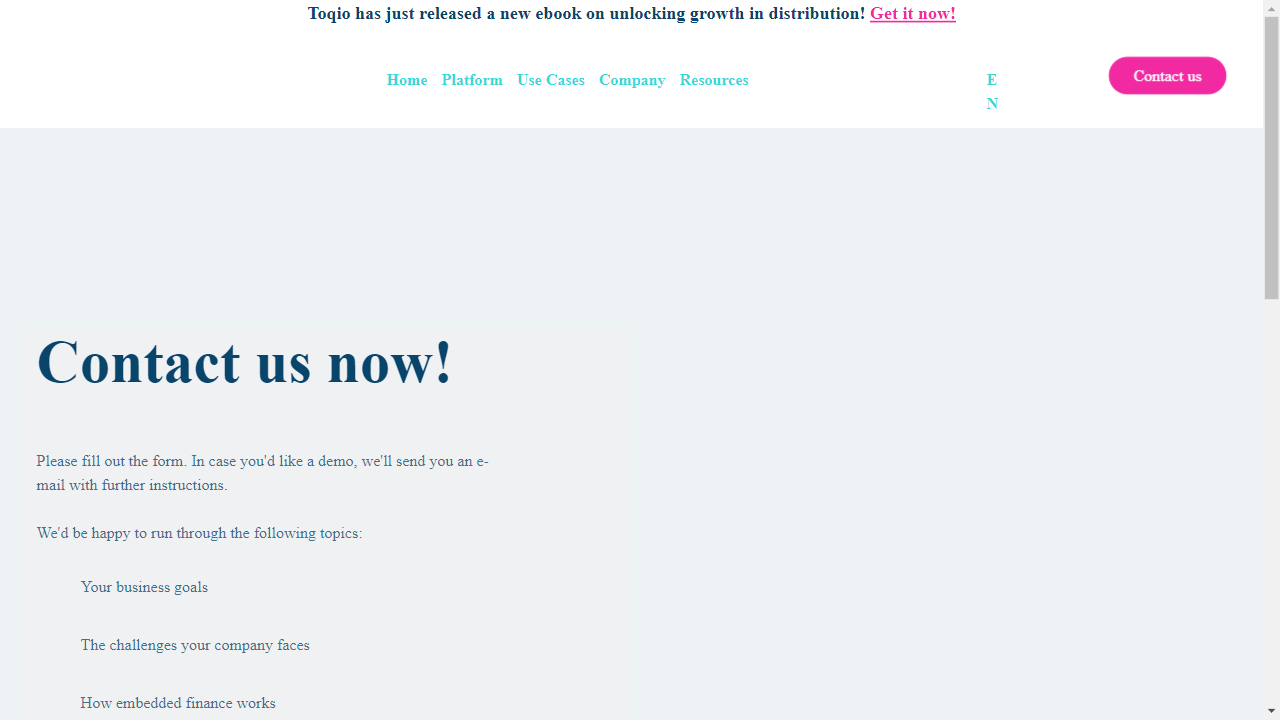 Toqio has just released a new ebook on unlocking growth in distribution! Get it now!
Home Platform Use Cases Company Resources E Contact us
N
Contact us now!
Please fill out the form. In case you'd like a demo, we'll send you an e-
mail with further instructions.
We'd be happy to run through the following topics:
Your business goals
The challenges your company faces
How embedded finance works